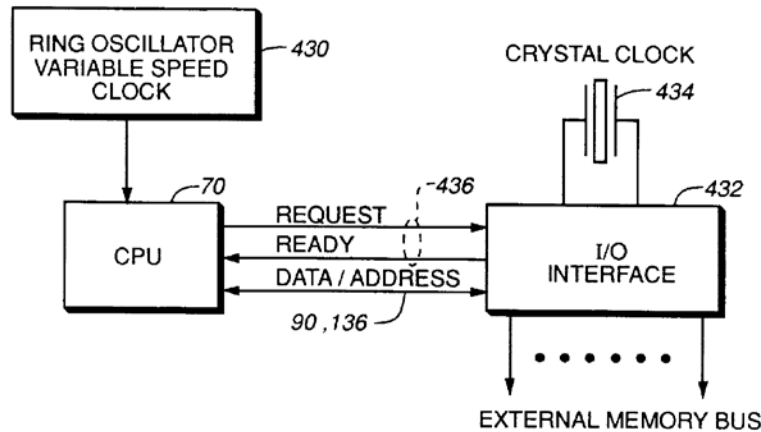 RING OSCILLATOR
VARIABLE SPEED
CLOCK
430
CRYSTAL CLOCK
434
70
CPU
436
REQUEST
READY
DATA / ADDRESS
90 ,136
432
I/O
INTERFACE
EXTERNAL MEMORY BUS